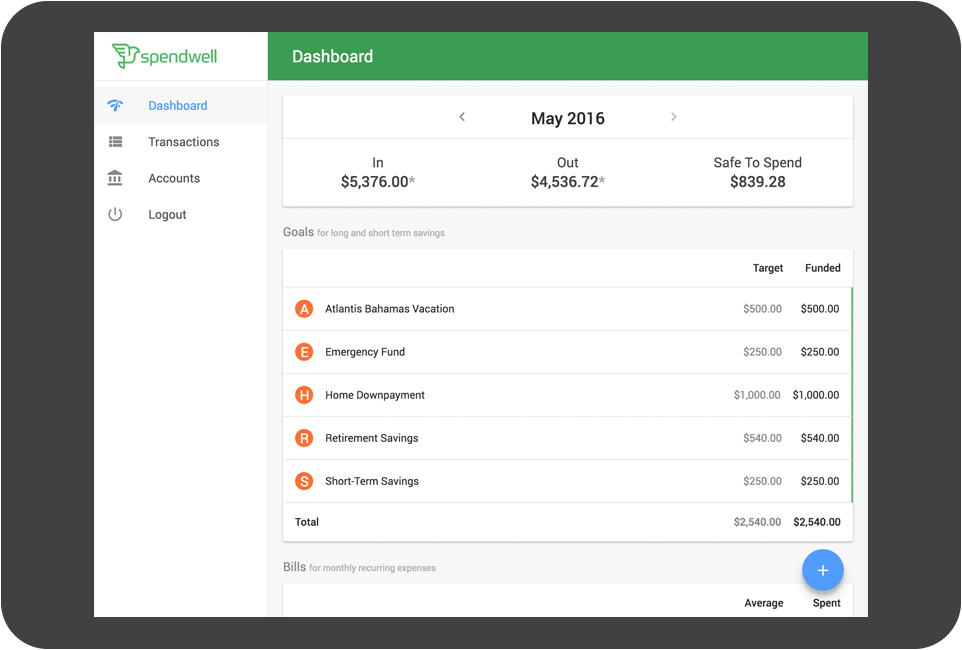 spendwell
Dashboard
Dashboard
Transactions
Accounts
Logout
May 2016
In Out Safe To Spend
$5,376.00* $4,536.72* $839.28
Goals for long and short term savings
Target Funded
A Atlantis Bahamas Vacation $500.00 $500.00
E Emergency Fund $250.00 $250.00
H Home Downpayment $1,000.00 $1,000.00
R Retirement Savings $540.00 $540.00
S Short-Term Savings $250.00 $250.00
Total $2,540.00 $2,540.00
Bills for monthly recurring expenses
Average Spent